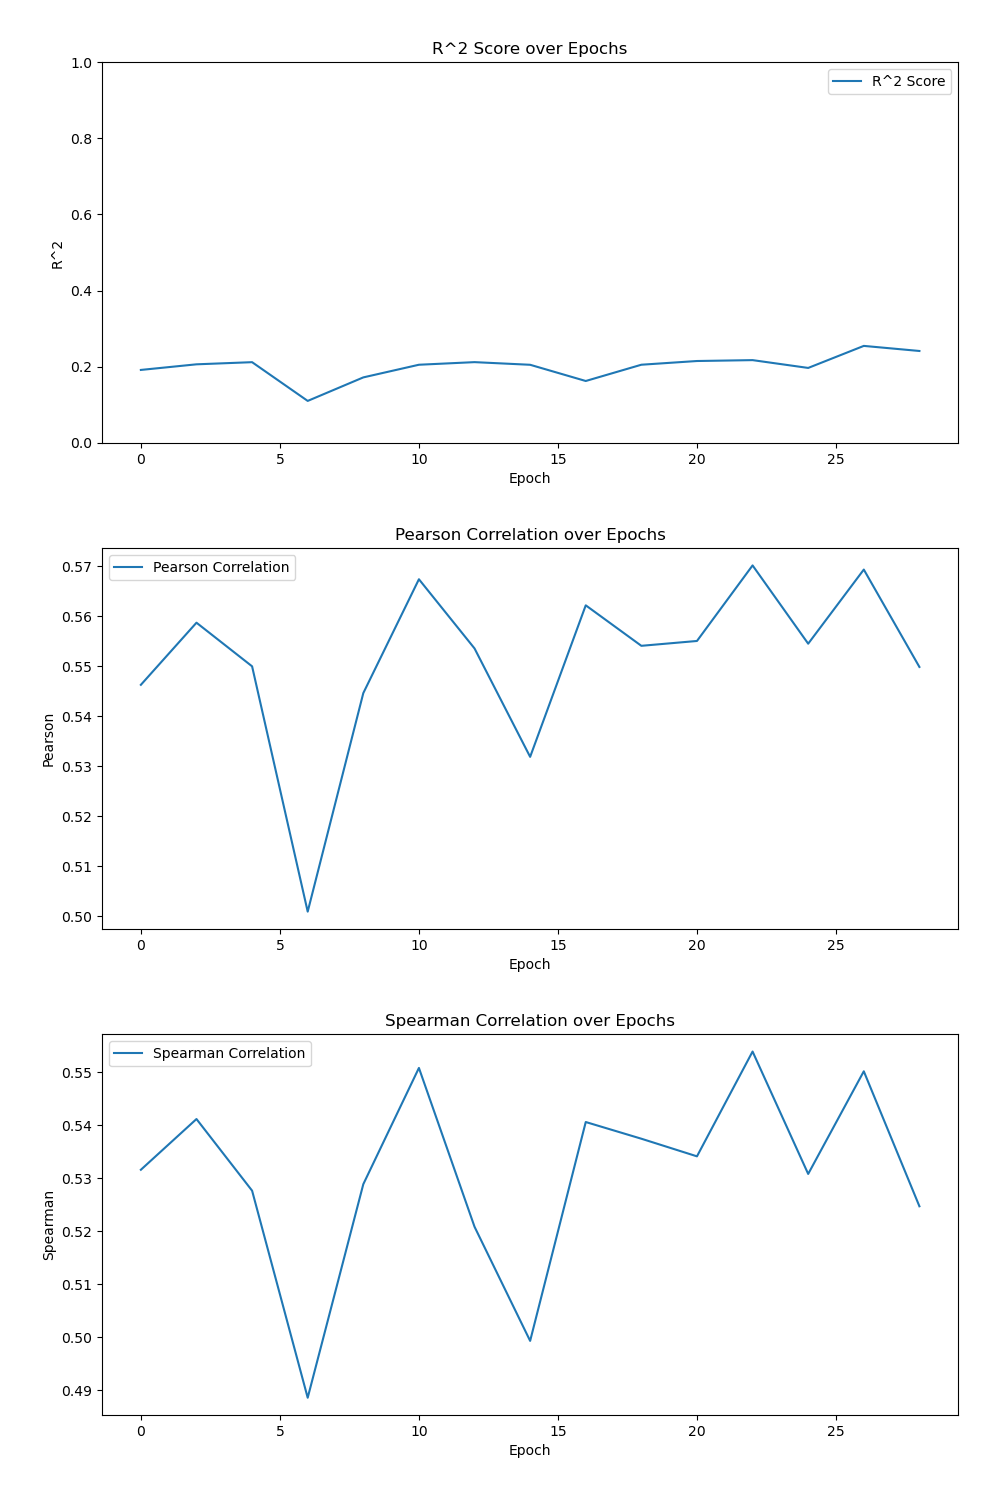 R^2 Score over Epochs
R^2 Score
1.0
0.8
0.6
0.4
0.2
0.0
R^2
0 5 10 15 20 25
Epoch
Pearson Correlation over Epochs
Pearson Correlation
0.57
0.56
0.55
0.54
0.53
0.52
0.51
0.50
Pearson
0 5 10 15 20 25
Epoch
Spearman Correlation over Epochs
Spearman Correlation
0.55
0.54
0.53
0.52
0.51
0.50
0.49
Spearman
0 5 10 15 20 25
Epoch